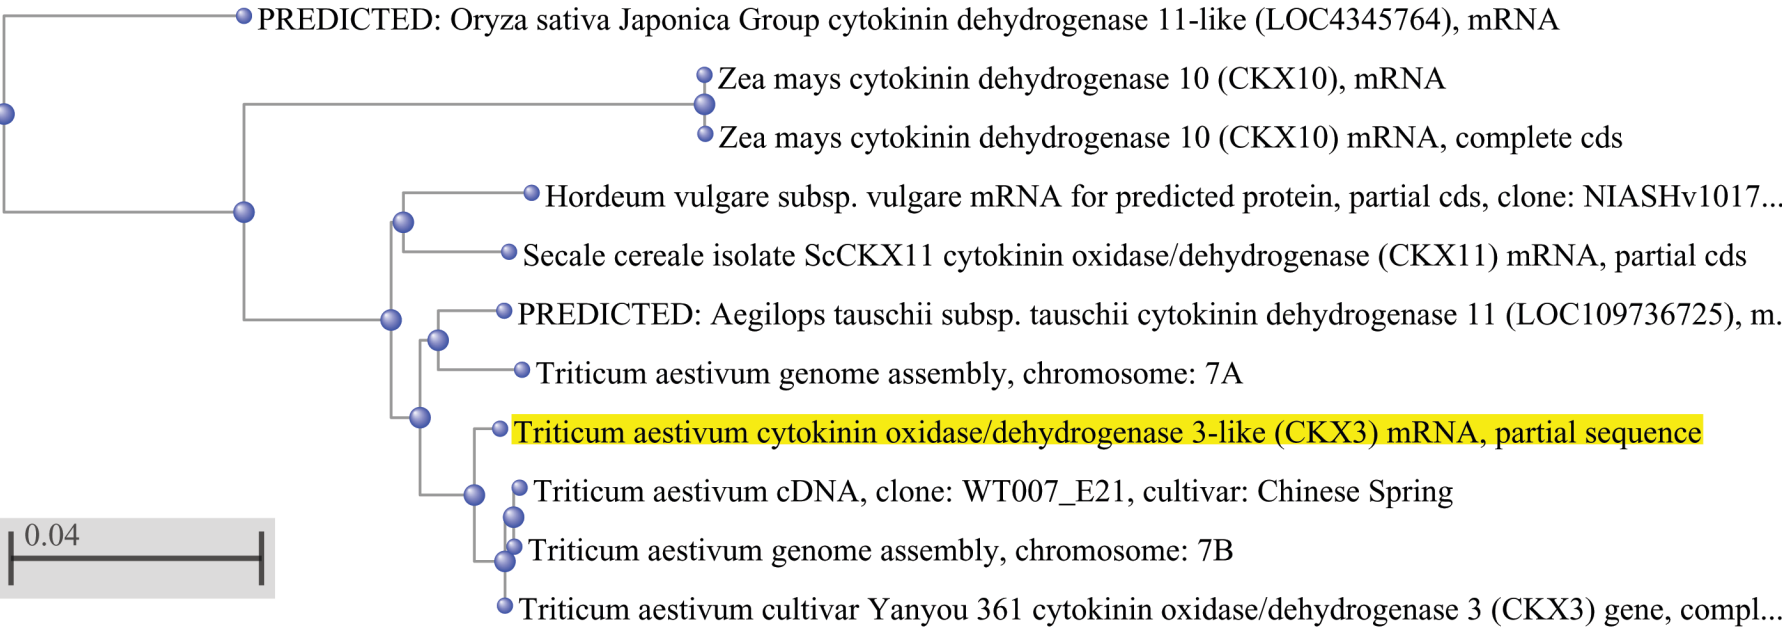 PREDICTED: Oryza sativa Japonica Group cytokinin dehydrogenase 11-like (LOC4345764), mRNA
Zea mays cytokinin dehydrogenase 10 (CKX10), mRNA
Zea mays cytokinin dehydrogenase 10 (CKX10) mRNA, complete cds
Hordeum vulgare subsp. vulgare mRNA for predicted protein, partial cds, clone: NIASHv1017...
Secale cereale isolate ScCKX11 cytokinin oxidase/dehydrogenase (CKX11) mRNA, partial cds
PREDICTED: Aegilops tauschii subsp. tauschii cytokinin dehydrogenase 11 (LOC109736725), m.
Triticum aestivum genome assembly, chromosome: 7A
Triticum aestivum cytokinin oxidase/dehydrogenase 3-like (CKX3) mRNA, partial sequence
Triticum aestivum cDNA, clone: WT007_E21, cultivar: Chinese Spring
0.04
Triticum aestivum genome assembly, chromosome: 7B
Triticum aestivum cultivar Yanyou 361 cytokinin oxidase/dehydrogenase 3 (CKX3) gene, compl...